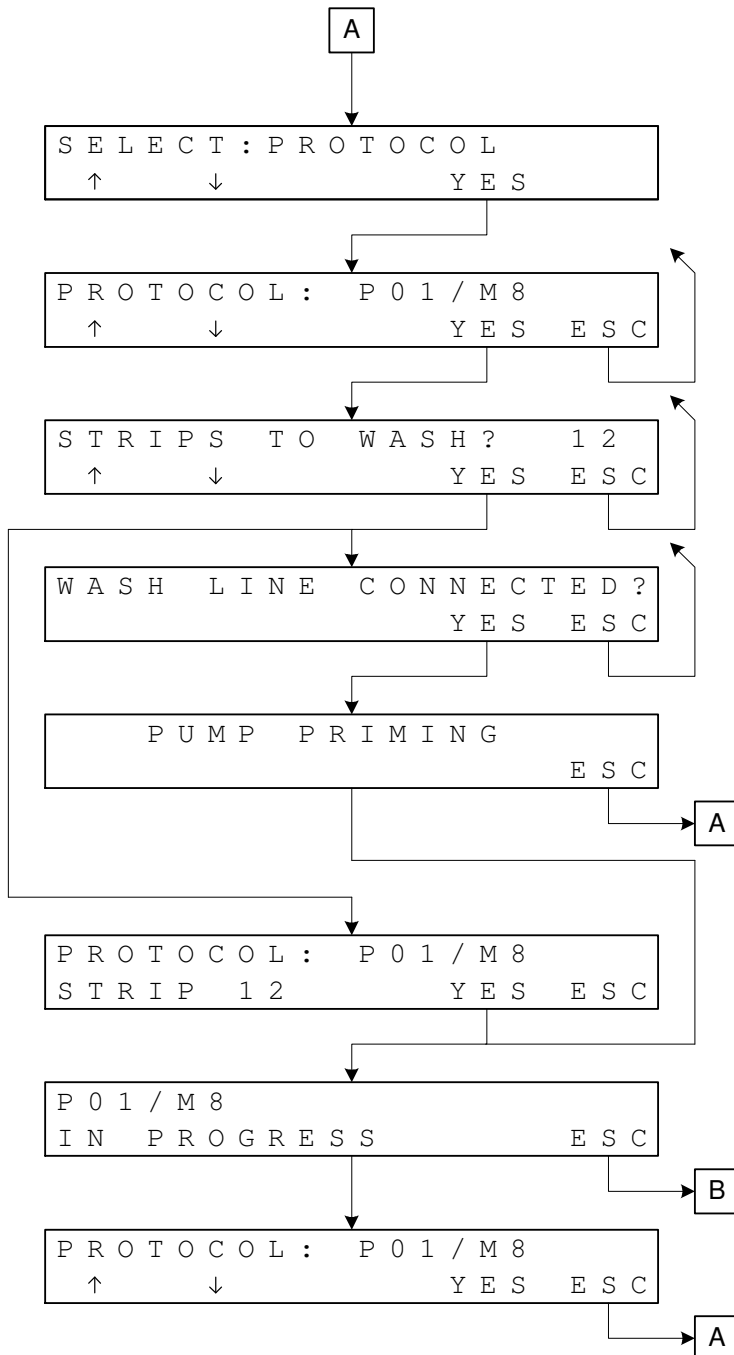 A
SELECT:PROTOCOL
↑ ↓ YES
PROTOCOL: P01/M8
↑ ↓ YES ESC
STRIPS TO WASH? 12
↑ ↓ YES ESC
WASH LINE CONNECTED?
YES ESC
PUMP PRIMING
ESC
A
PROTOCOL: P01/M8
STRIP 12 YES ESC
P01/M8
IN PROGRESS ESC
B
PROTOCOL: P01/M8
↑ ↓ YES ESC
A